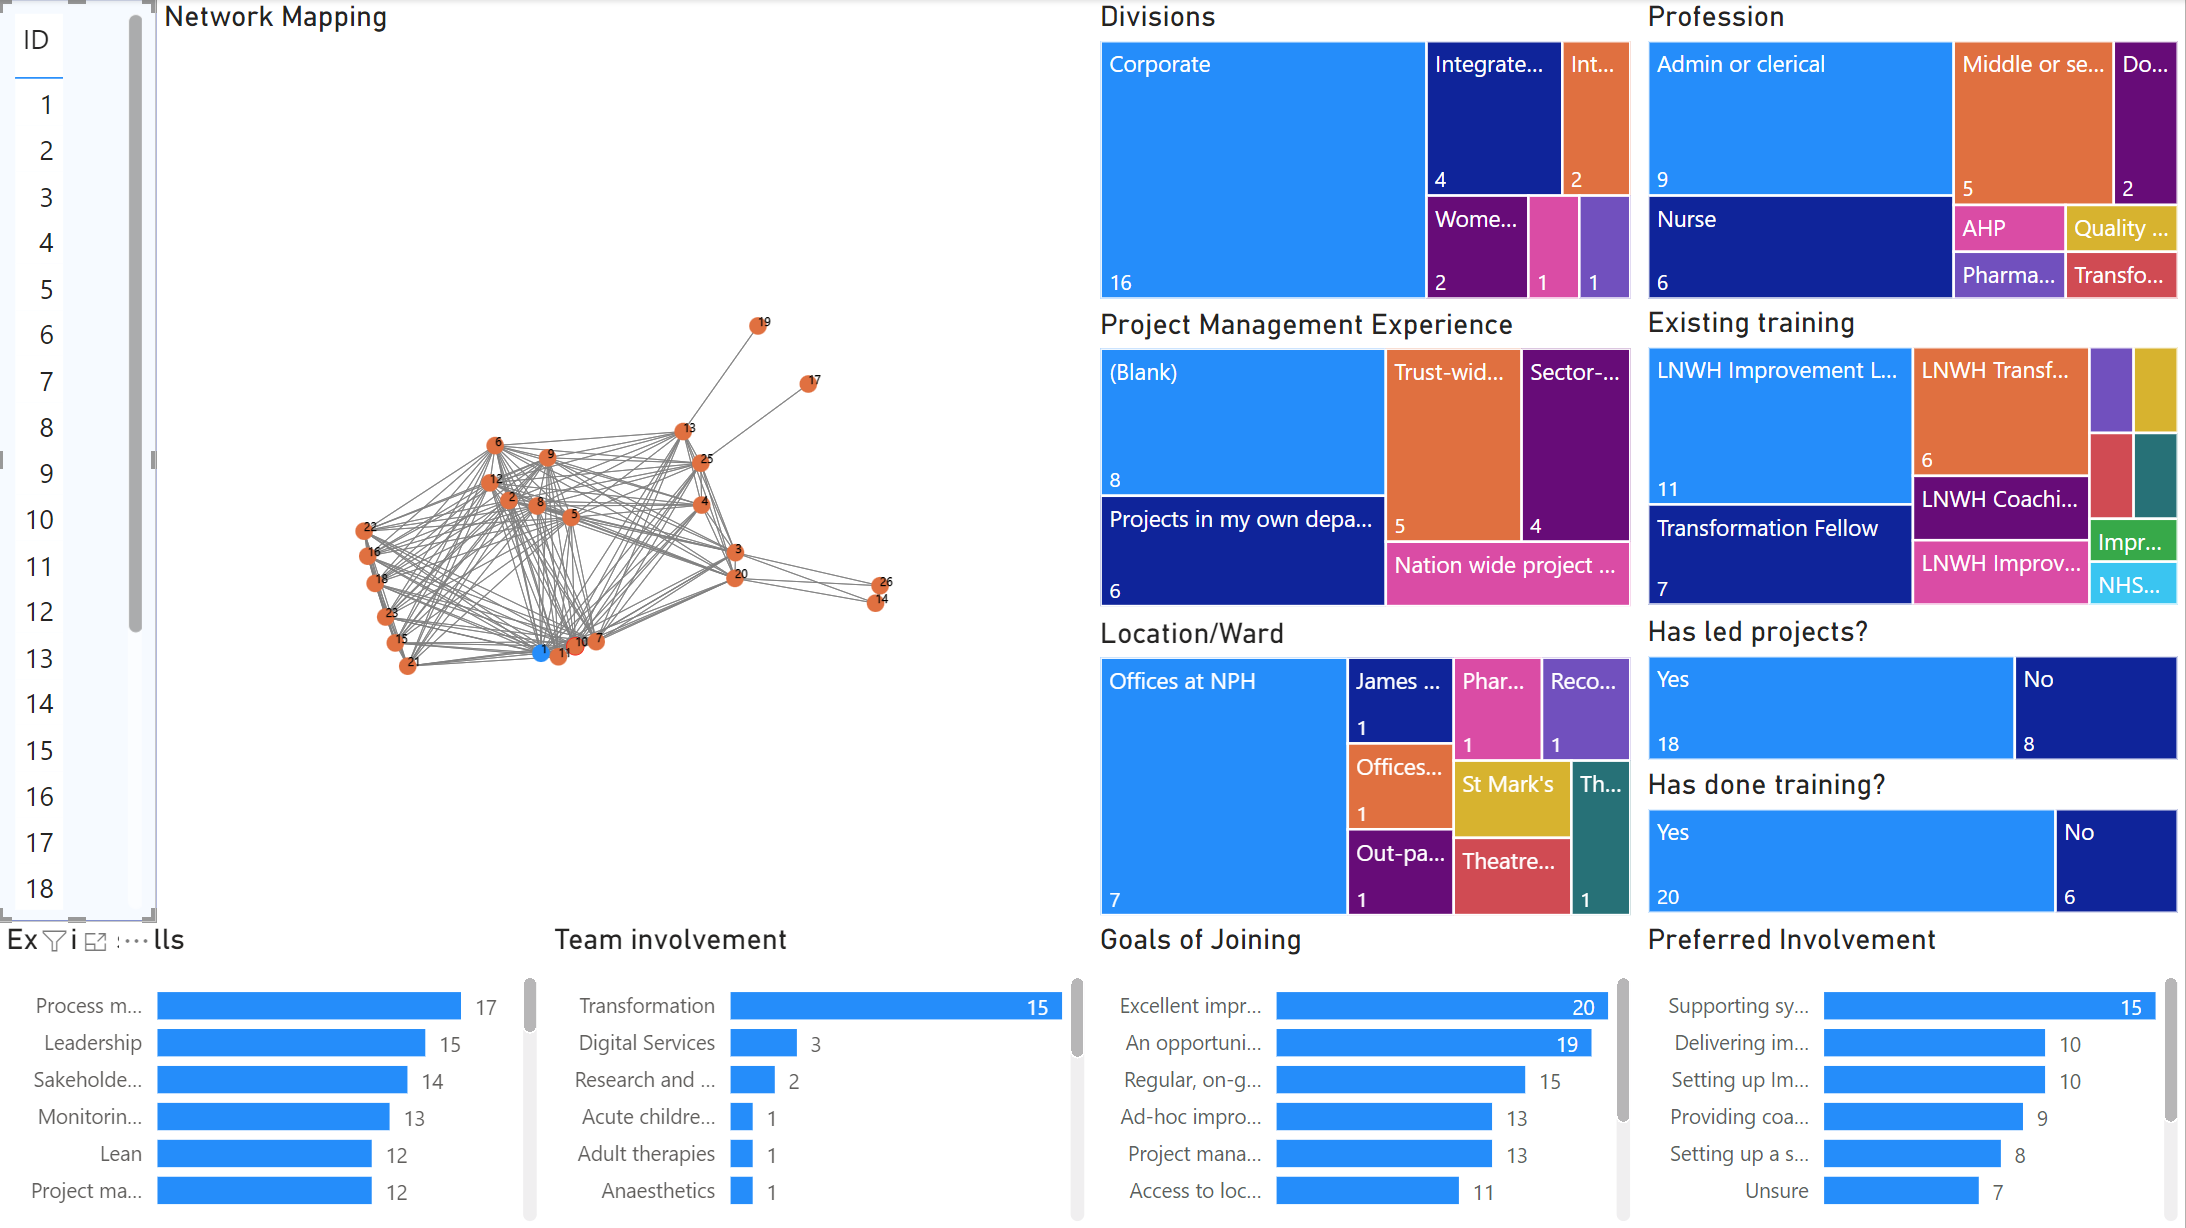 ID
1
2
3
4
5
6
7
8
9
10
11
12
13
14
15
16
17
18
Network Mapping
19
17
13
6
9
25
12
2
8
4
5
22
16
3
18
20
26
14
23
15
10
7
1
11
21
Divisions
Corporate
16
Integrate...
4
Int...
2
Wome...
2
1
1
Profession
Admin or clerical
9
Nurse
6
Middle or se...
5
Do...
2
AHP
Quality ...
Pharma...
Transfo...
Project Management Experience
(Blank)
8
Projects in my own depa...
6
Trust-wid...
5
Sector-...
4
Nation wide project ...
Existing training
LNWH Improvement L...
11
Transformation Fellow
7
LNWH Transf...
6
LNWH Coachi...
LNWH Improv...
Impr...
NHS...
Location/Ward
Offices at NPH
7
James ...
1
Offices...
1
Out-pa...
1
Phar...
1
Reco...
1
St Mark's
Theatre...
Th...
1
Has led projects?
Yes
18
No
8
Has done training?
Yes
20
No
6
Process m... 17
Leadership 15
Sakeholde... 14
Monitorin... 13
Lean 12
Project ma... 12
Team involvement
Transformation 15
Digital Services 3
Research and ... 2
Acute childre... 1
Adult therapies 1
Anaesthetics 1
Goals of Joining
Excellent impr... 20
An opportuni... 19
Regular, on-g... 15
Ad-hoc impro... 13
Project mana... 13
Access to loc... 11
Preferred Involvement
Supporting sy... 15
Delivering im... 10
Setting up Im... 10
Providing coa... 9
Setting up a s... 8
Unsure 7